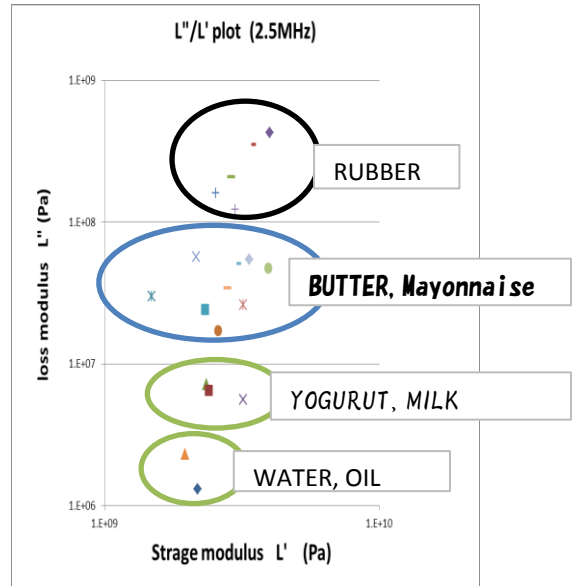 L"/L' plot (2.5MHz)
1.E+09
RUBBER
1.E+08
loss modulus L" (Pa)
BUTTER, Mayonnaise
1.E+07
YOGURUT, MILK
WATER, OIL
1.E+06
1.E+09
1.E+10
Strage modulus L' (Pa)